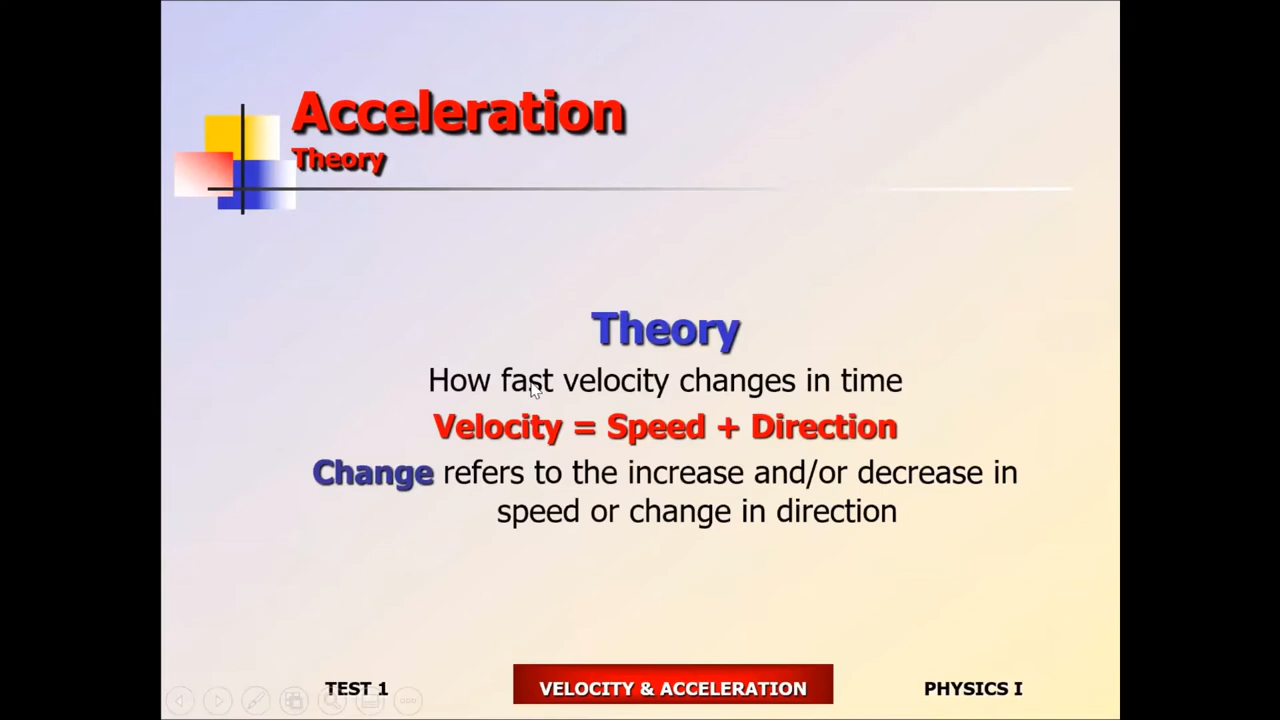 Acceleration
Theory
Theory
How fast velocity changes in time
Velocity = Speed + Direction
Change refers to the increase and/or decrease in
speed or change in direction
TEST 1
VELOCITY & ACCELERATION
PHYSICS I